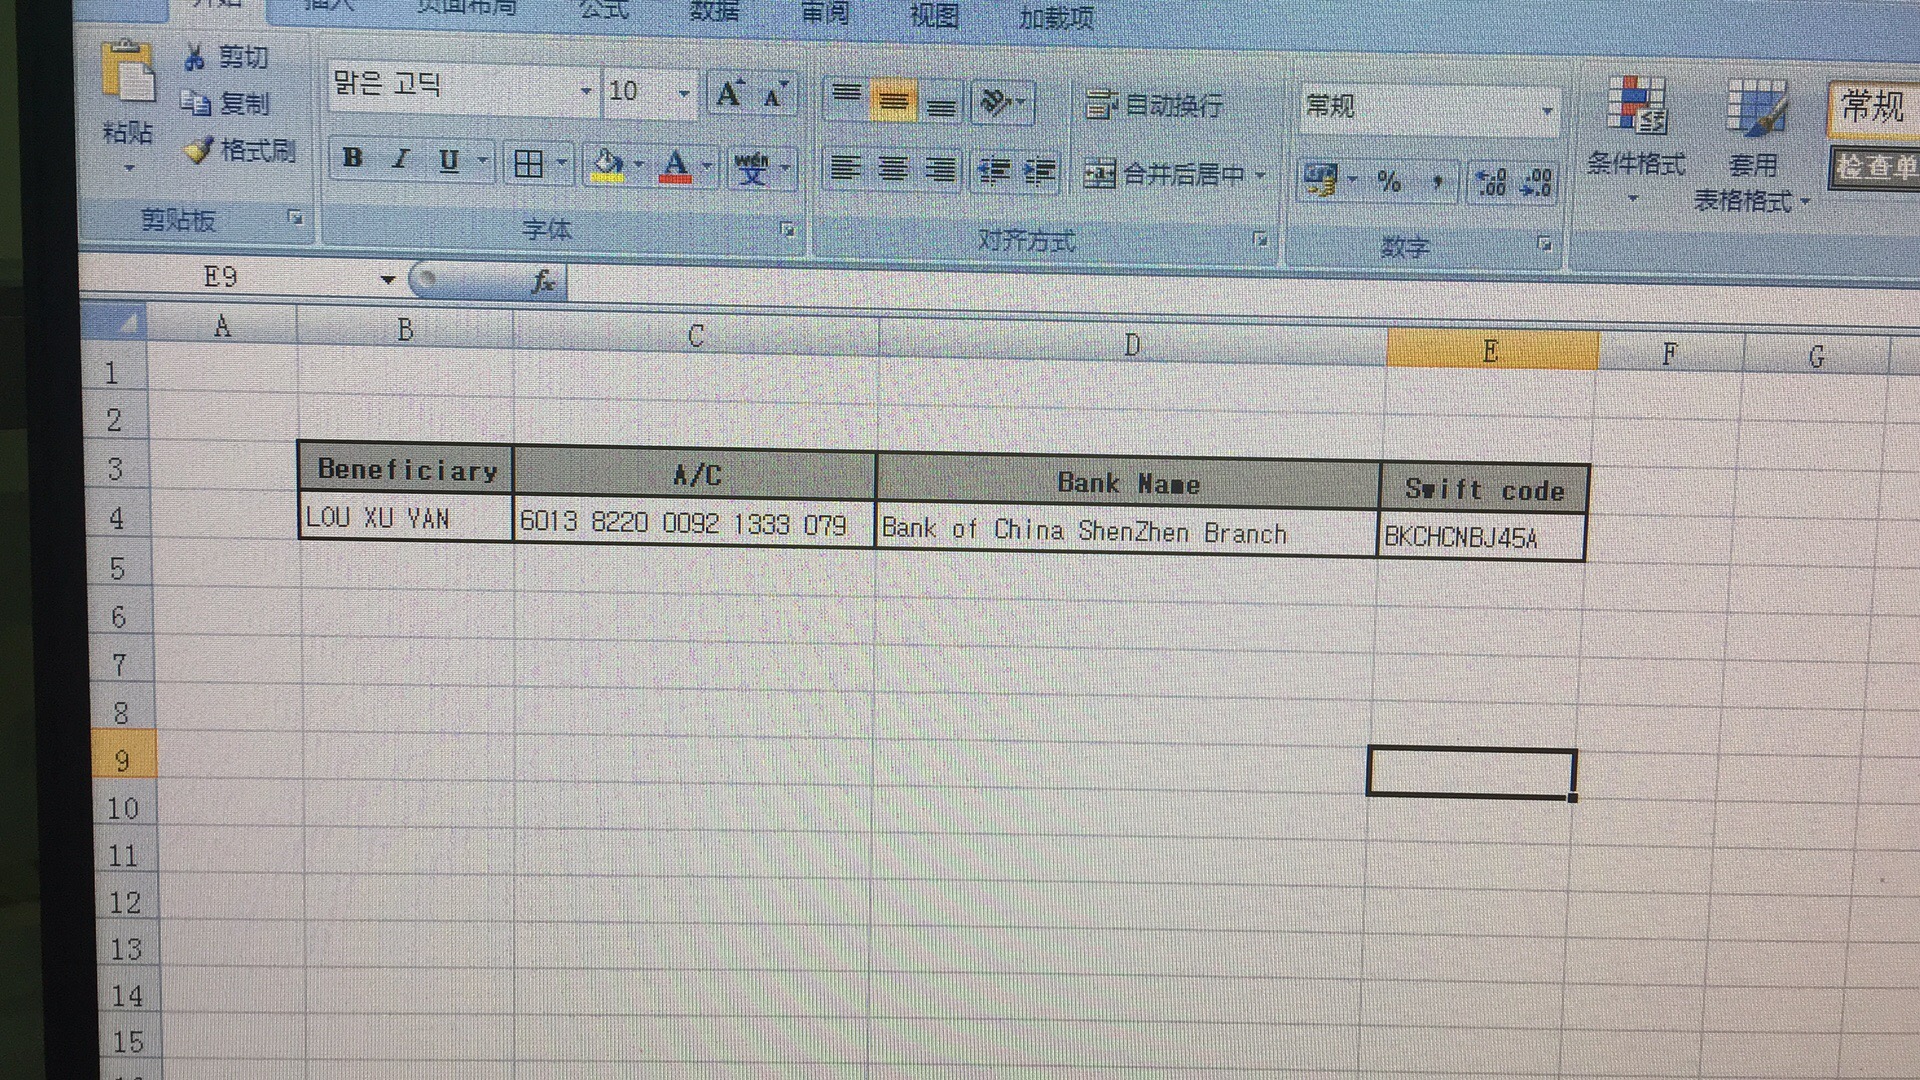 开始 插入 页面布局 公式 数据 审阅 视图 加载项
粘贴
剪切
复制
格式刷
剪贴板
맑은 고딕 10
B I U
字体
自动换行
合并后居中
对齐方式
常规
%
数字
条件格式
套用
表格格式
常规
检查单
E9
fx
A B C D E F G
1
2
3 Beneficiary A/C Bank Name Swift code
4 LOU XU YAN 6013 8220 0092 1333 079 Bank of China ShenZhen Branch BKCHCNBJ45A
5
6
7
8
9
10
11
12
13
14
15